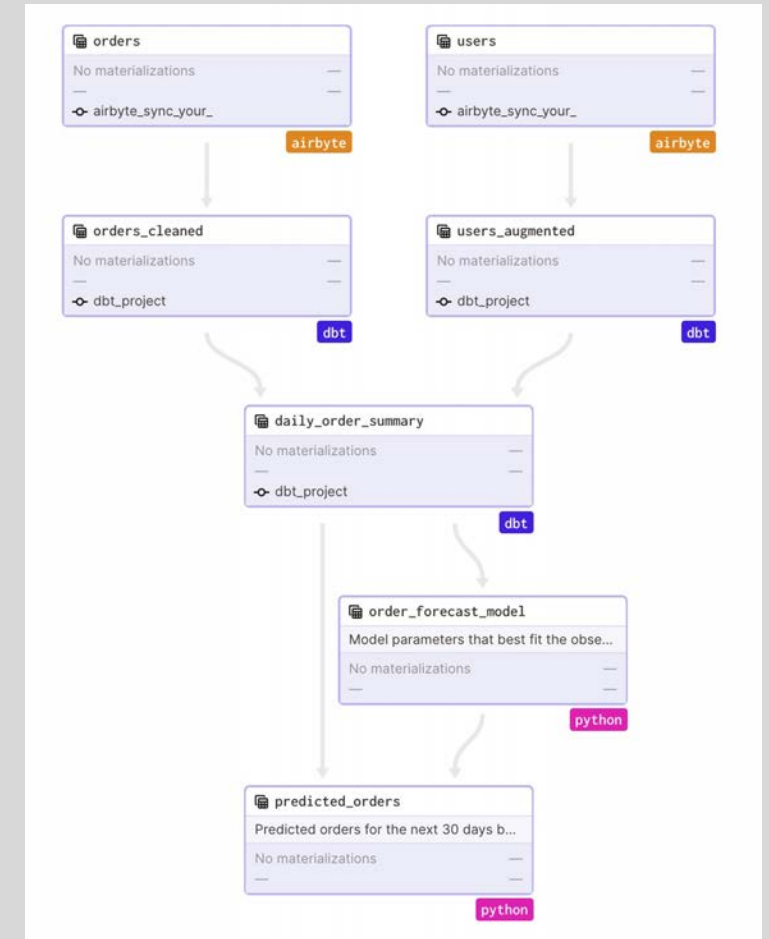 orders
No materializations —
— —
airbyte_sync_your_
airbyte
users
No materializations —
— —
airbyte_sync_your_
airbyte
orders_cleaned
No materializations —
— —
dbt_project
dbt
users_augmented
No materializations —
— —
dbt_project
dbt
daily_order_summary
No materializations —
— —
dbt_project
dbt
order_forecast_model
Model parameters that best fit the obse...
No materializations —
— —
python
predicted_orders
Predicted orders for the next 30 days b...
No materializations —
— —
python